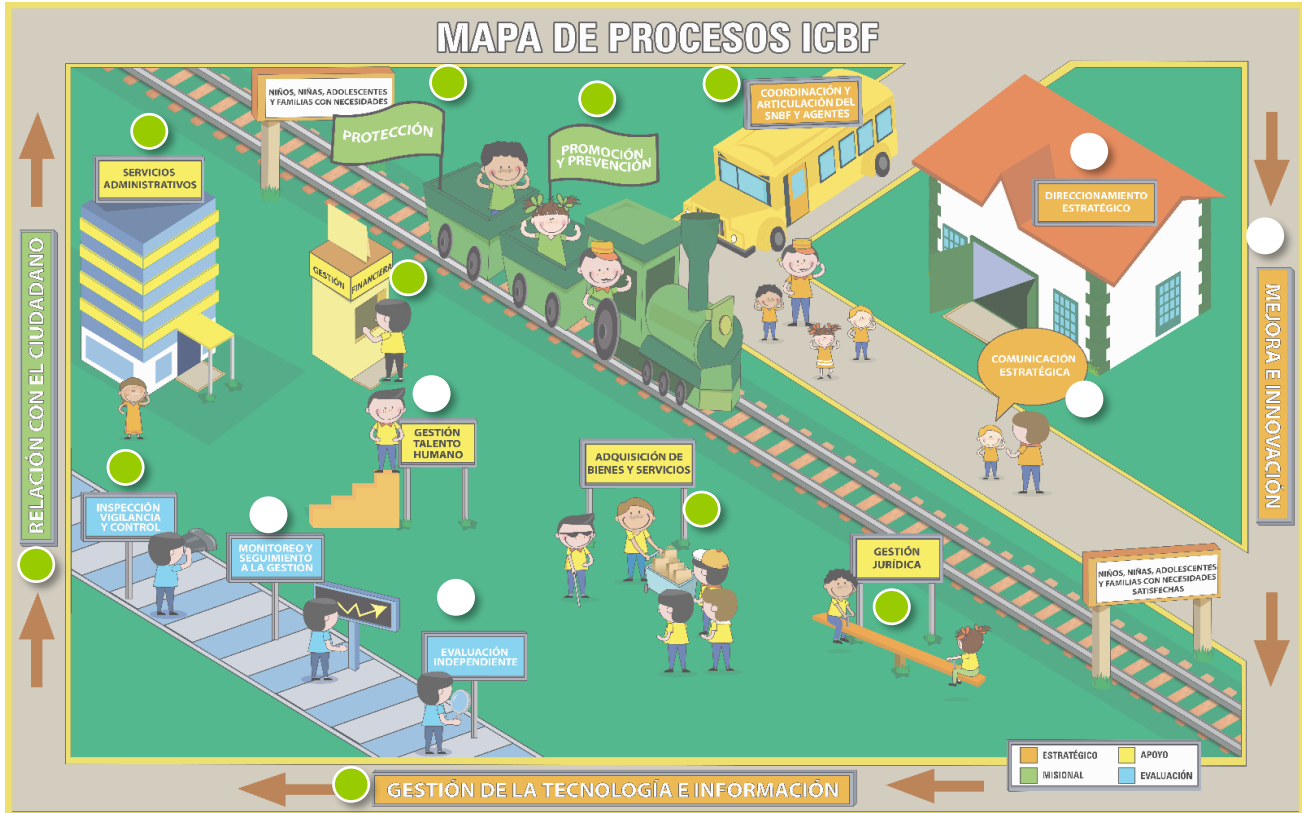 MAPA DE PROCESOS ICBF
NIÑOS, NIÑAS, ADOLESCENTES
Y FAMILIAS CON NECESIDADES
PROTECCIÓN
PROMOCIÓN
Y PREVENCIÓN
COORDINACIÓN Y
ARTICULACIÓN DEL
SNBF Y AGENTES
SERVICIOS
ADMINISTRATIVOS
DIRECCIONAMIENTO
ESTRATÉGICO
GESTIÓN
FINANCIERA
RELACIÓN CON EL CIUDADANO
MEJORA E INNOVACIÓN
COMUNICACIÓN
ESTRATÉGICA
GESTIÓN
TALENTO
HUMANO
ADQUISICIÓN DE
BIENES Y SERVICIOS
INSPECCIÓN
VIGILANCIA
Y CONTROL
MONITOREO Y
SEGUIMIENTO
A LA GESTIÓN
GESTIÓN
JURÍDICA
NIÑOS, NIÑAS, ADOLESCENTES
Y FAMILIAS CON NECESIDADES
SATISFECHAS
EVALUACIÓN
INDEPENDIENTE
ESTRATÉGICO
APOYO
MISIONAL
EVALUACIÓN
GESTIÓN DE LA TECNOLOGÍA E INFORMACIÓN